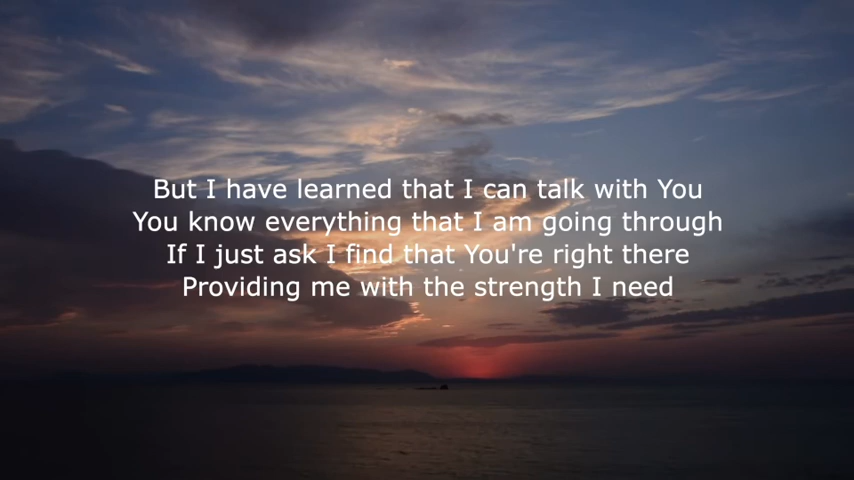 But I have learned that I can talk with You
You know everything that I am going through
If I just ask I find that You're right there
Providing me with the strength I need